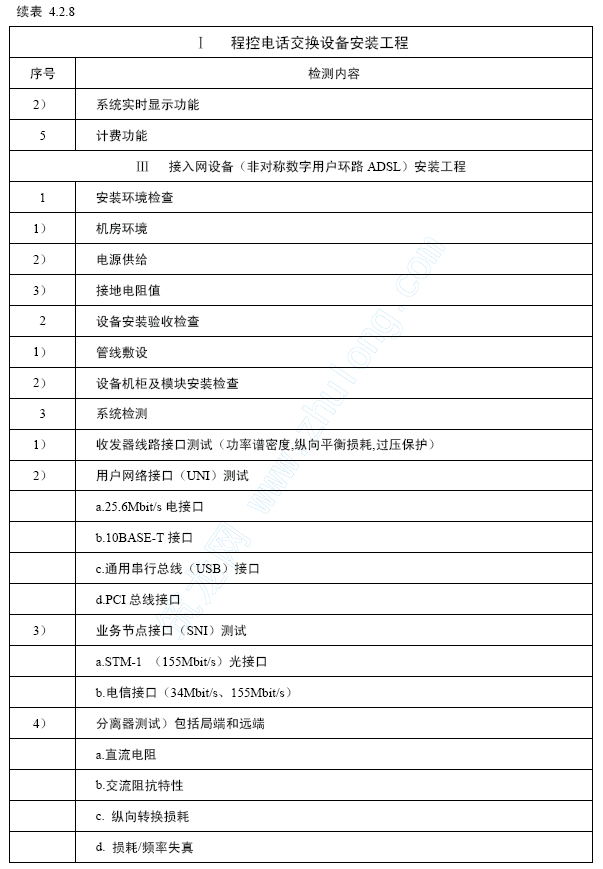 续表 4.2.8
Ⅰ 程控电话交换设备安装工程
序号 检测内容
2） 系统实时显示功能
5 计费功能
Ⅲ 接入网设备（非对称数字用户环路 ADSL）安装工程
1 安装环境检查
1） 机房环境
2） 电源供给
3） 接地电阻值
2 设备安装验收检查
1） 管线敷设
2） 设备机柜及模块安装检查
3 系统检测
1） 收发器线路接口测试（功率谱密度,纵向平衡损耗,过压保护）
2） 用户网络接口（UNI）测试
a.25.6Mbit/s 电接口
b.10BASE-T 接口
c.通用串行总线（USB）接口
d.PCI 总线接口
3） 业务节点接口（SNI）测试
a.STM-1 （155Mbit/s）光接口
b.电信接口（34Mbit/s、155Mbit/s）
4） 分离器测试）包括局端和远端
a.直流电阻
b.交流阻抗特性
c. 纵向转换损耗
d. 损耗/频率失真
筑龙网 www.zhulong.com